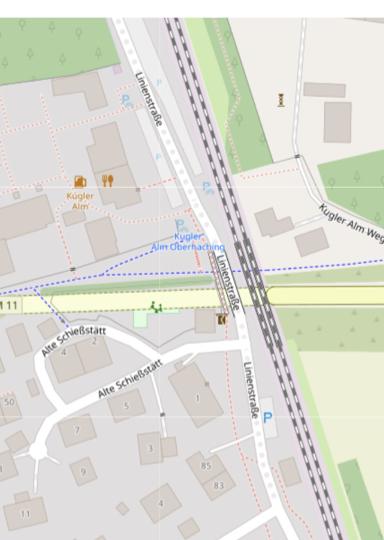 Linienstraße
P
P
P
P
Kugler
Alm
Kugler
Alm Oberhaching
Kugler Alm Weg
Linienstraße
M 11
Alte Schießstatt
4
2
Alte Schießstatt
Linienstraße
50
5
1
P
7
3
9
85
83
4
11